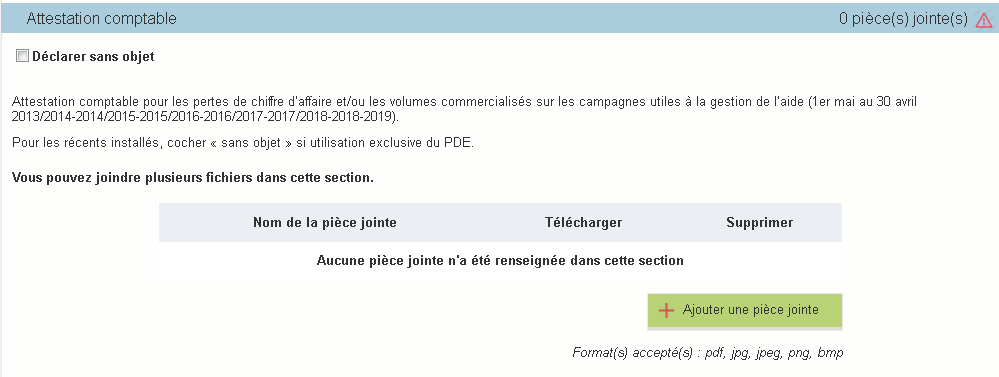 Attestation comptable 0 pièce(s) jointe(s)
Déclarer sans objet
Attestation comptable pour les pertes de chiffre d'affaire et/ou les volumes commercialisés sur les campagnes utiles à la gestion de l'aide (1er mai au 30 avril
2013/2014-2014/2015-2015/2016-2016/2017-2017/2018-2018-2019).
Pour les récents installés, cocher « sans objet » si utilisation exclusive du PDE.
Vous pouvez joindre plusieurs fichiers dans cette section.
Nom de la pièce jointe Télécharger Supprimer
Aucune pièce jointe n'a été renseignée dans cette section
Ajouter une pièce jointe
Format(s) accepté(s) : pdf, jpg, jpeg, png, bmp